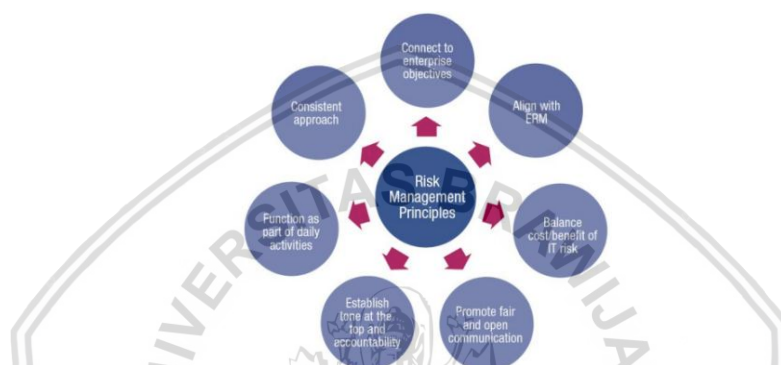 Connect to
enterprise
objectives
Align with
ERM
Balance
cost/benefit of
IT risk
Promote fair
and open
communication
Establish
tone at the
top and
accountability
Function as
part of daily
activities
Consistent
approach
Risk
Management
Principles
UNIVERSITAS BRAWIJA